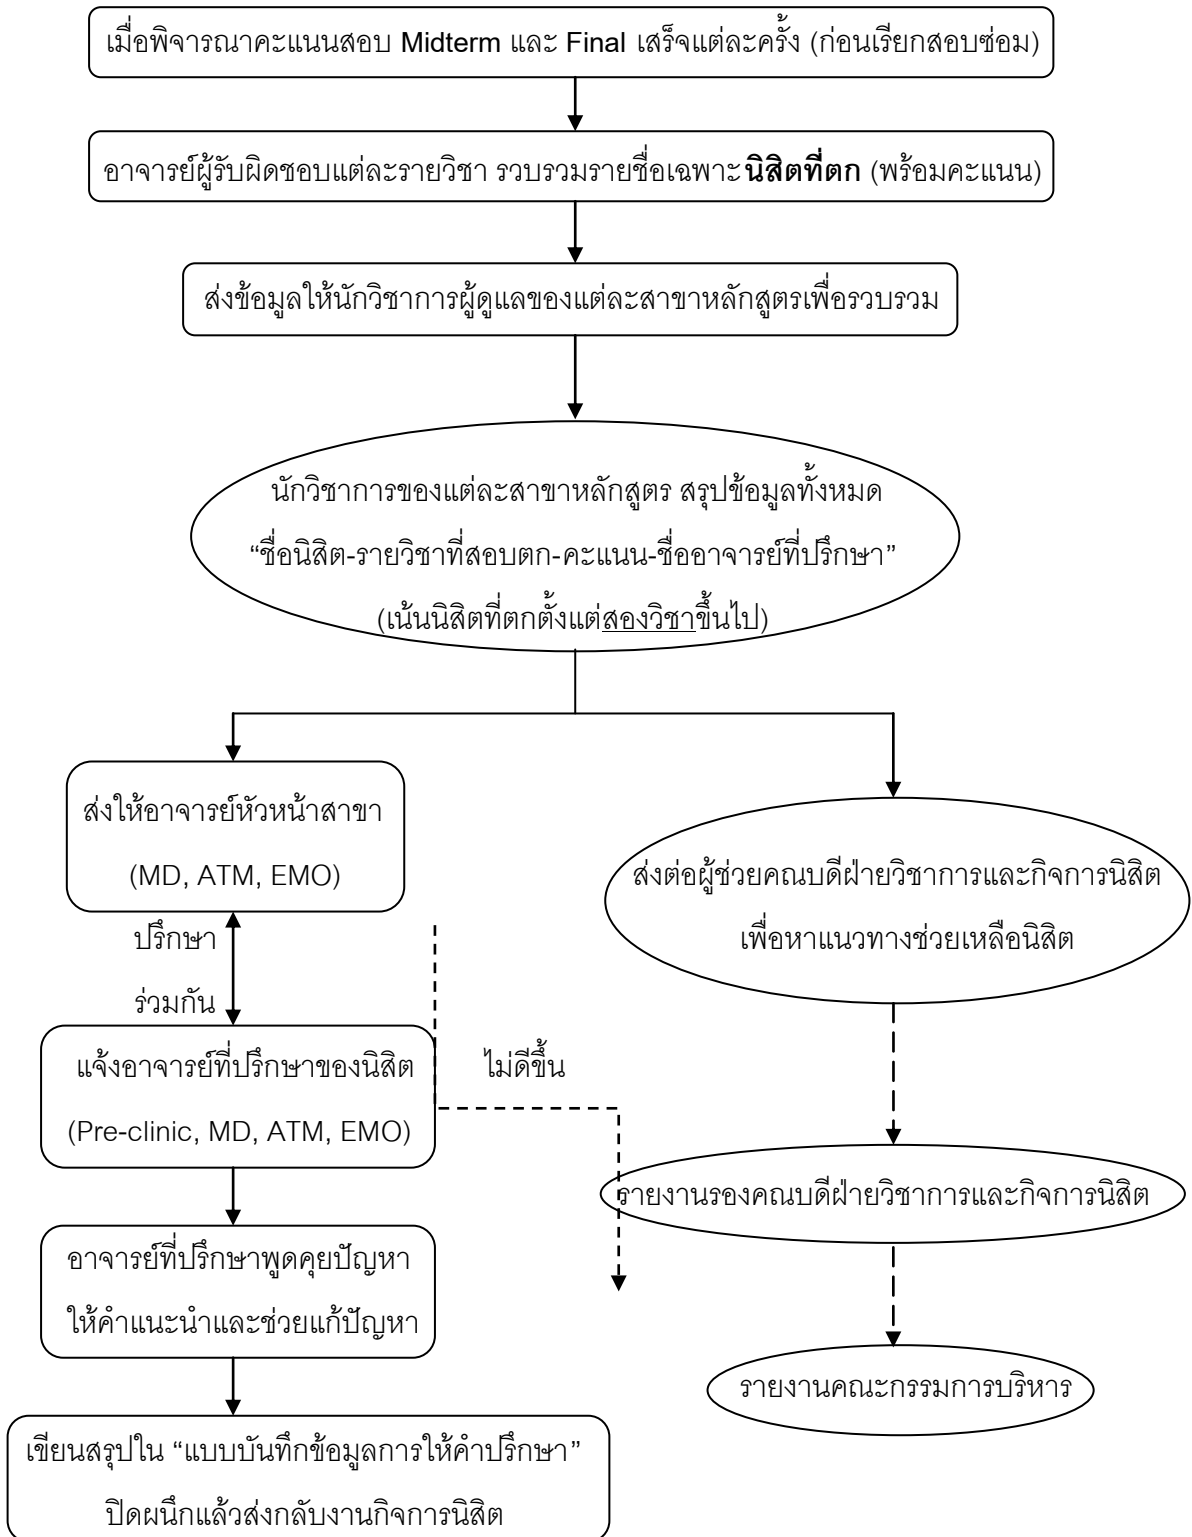 เมื่อพิจารณาคะแนนสอบ Midterm และ Final เสร็จแต่ละครั้ง (ก่อนเรียกสอบซ่อม)
อาจารย์ผู้รับผิดชอบแต่ละรายวิชา รวบรวมรายชื่อเฉพาะนิสิตที่ตก (พร้อมคะแนน)
ส่งข้อมูลให้นักวิชาการผู้ดูแลของแต่ละสาขาหลักสูตรเพื่อรวบรวม
นักวิชาการของแต่ละสาขาหลักสูตร สรุปข้อมูลทั้งหมด
“ชื่อนิสิต-รายวิชาที่สอบตก-คะแนน-ชื่ออาจารย์ที่ปรึกษา”
(เน้นนิสิตที่ตกตั้งแต่สองวิชาขึ้นไป)
ส่งให้อาจารย์หัวหน้าสาขา
(MD, ATM, EMO)
ส่งต่อผู้ช่วยคณบดีฝ่ายวิชาการและกิจการนิสิต
เพื่อหาแนวทางช่วยเหลือนิสิต
ปรึกษา
ร่วมกัน
แจ้งอาจารย์ที่ปรึกษาของนิสิต
(Pre-clinic, MD, ATM, EMO)
ไม่ดีขึ้น
รายงานรองคณบดีฝ่ายวิชาการและกิจการนิสิต
อาจารย์ที่ปรึกษาพูดคุยปัญหา
ให้คำแนะนำและช่วยแก้ปัญหา
รายงานคณะกรรมการบริหาร
เขียนสรุปใน “แบบบันทึกข้อมูลการให้คำปรึกษา”
ปิดผนึกแล้วส่งกลับงานกิจการนิสิต